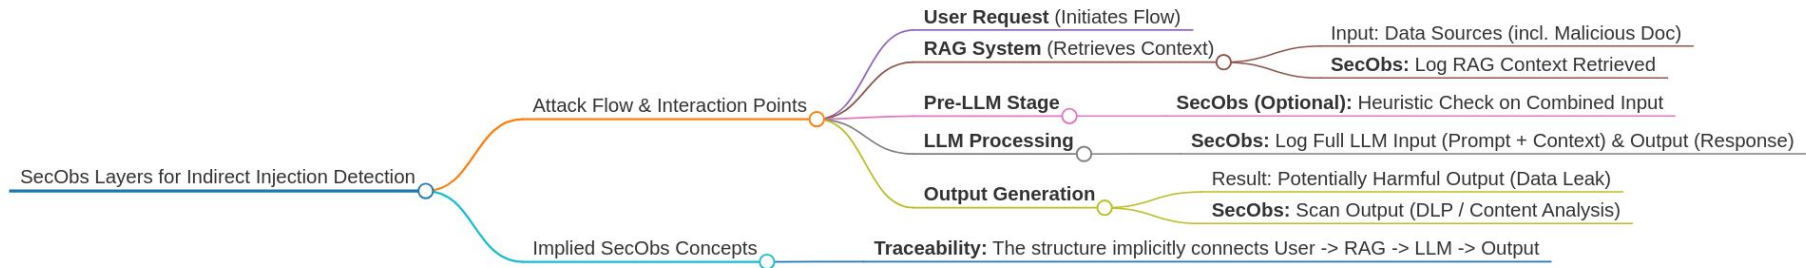 SecObs Layers for Indirect Injection Detection
Attack Flow & Interaction Points
User Request (Initiates Flow)
RAG System (Retrieves Context)
Input: Data Sources (incl. Malicious Doc)
SecObs: Log RAG Context Retrieved
Pre-LLM Stage
SecObs (Optional): Heuristic Check on Combined Input
LLM Processing
SecObs: Log Full LLM Input (Prompt + Context) & Output (Response)
Output Generation
Result: Potentially Harmful Output (Data Leak)
SecObs: Scan Output (DLP / Content Analysis)
Implied SecObs Concepts
Traceability: The structure implicitly connects User -> RAG -> LLM -> Output